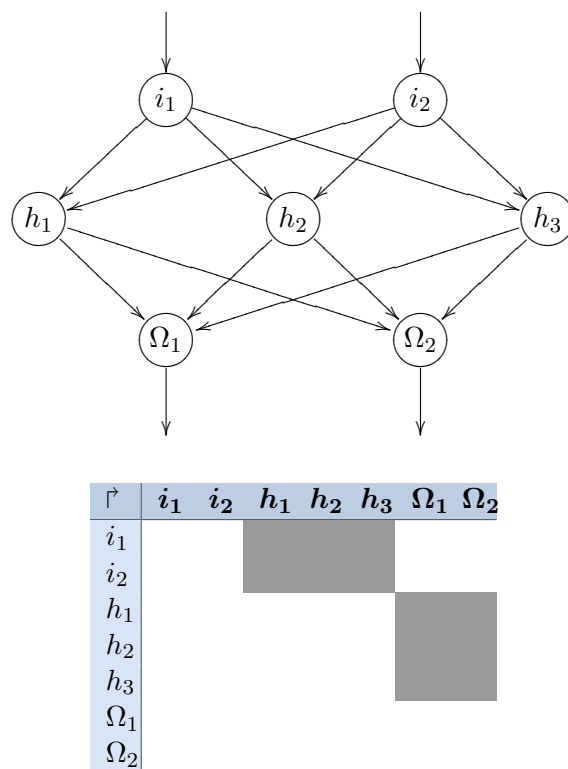 i₁ i₂
h₁ h₂ h₃
Ω₁ Ω₂
↱ i₁ i₂ h₁ h₂ h₃ Ω₁ Ω₂
i₁
i₂
h₁
h₂
h₃
Ω₁
Ω₂